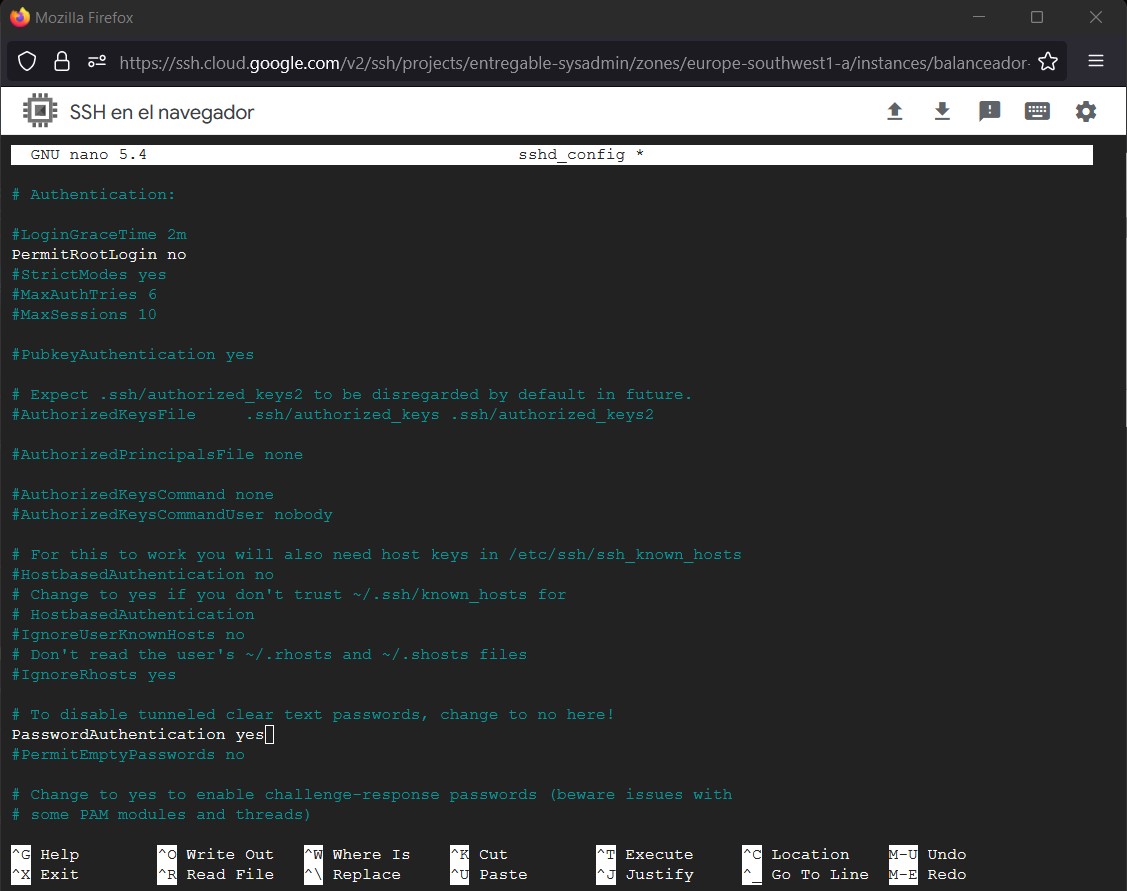 Mozilla Firefox
https://ssh.cloud.google.com/v2/ssh/projects/entregable-sysadmin/zones/europe-southwest1-a/instances/balanceador-
SSH en el navegador
GNU nano 5.4 sshd_config *
# Authentication:
#LoginGraceTime 2m
PermitRootLogin no
#StrictModes yes
#MaxAuthTries 6
#MaxSessions 10
#PubkeyAuthentication yes
# Expect .ssh/authorized_keys2 to be disregarded by default in future.
#AuthorizedKeysFile .ssh/authorized_keys .ssh/authorized_keys2
#AuthorizedPrincipalsFile none
#AuthorizedKeysCommand none
#AuthorizedKeysCommandUser nobody
# For this to work you will also need host keys in /etc/ssh/ssh_known_hosts
#HostbasedAuthentication no
# Change to yes if you don't trust ~/.ssh/known_hosts for
# HostbasedAuthentication
#IgnoreUserKnownHosts no
# Don't read the user's ~/.rhosts and ~/.shosts files
#IgnoreRhosts yes
# To disable tunneled clear text passwords, change to no here!
PasswordAuthentication yes
#PermitEmptyPasswords no
# Change to yes to enable challenge-response passwords (beware issues with
# some PAM modules and threads)
^G Help ^O Write Out ^W Where Is ^K Cut ^T Execute ^C Location M-U Undo
^X Exit ^R Read File ^\ Replace ^U Paste ^J Justify ^_ Go To Line M-E Redo